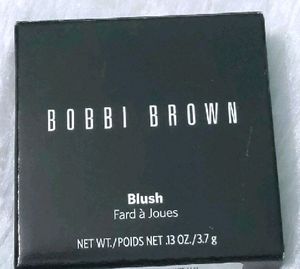 BOBBI BROWN
Blush
Fard à Joues
NET WT./POIDS NET .13 OZ./3.7 g